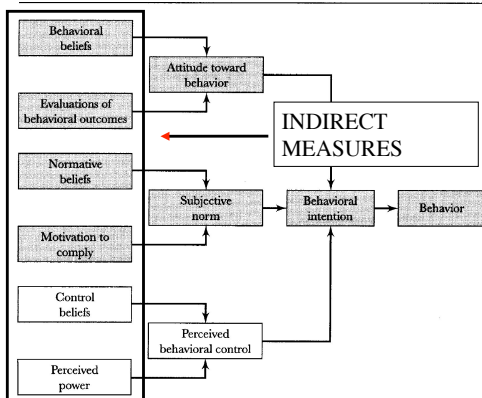 Behavioral
beliefs
Attitude toward
behavior
Evaluations of
behavioral outcomes
INDIRECT
MEASURES
Normative
beliefs
Subjective
norm
Behavioral
intention
Behavior
Motivation to
comply
Control
beliefs
Perceived
behavioral control
Perceived
power